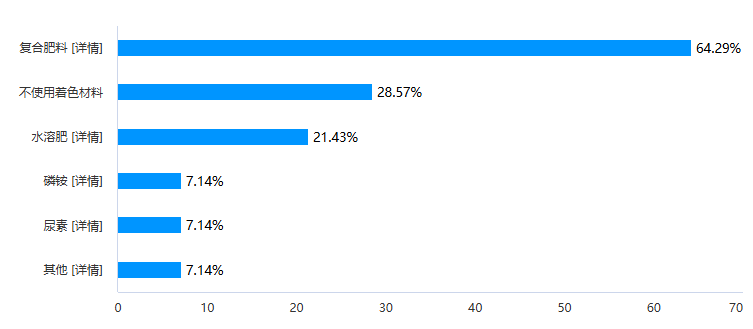 复合肥料 [详情] 64.29%
不使用着色材料 28.57%
水溶肥 [详情] 21.43%
磷铵 [详情] 7.14%
尿素 [详情] 7.14%
其他 [详情] 7.14%
0 10 20 30 40 50 60 70